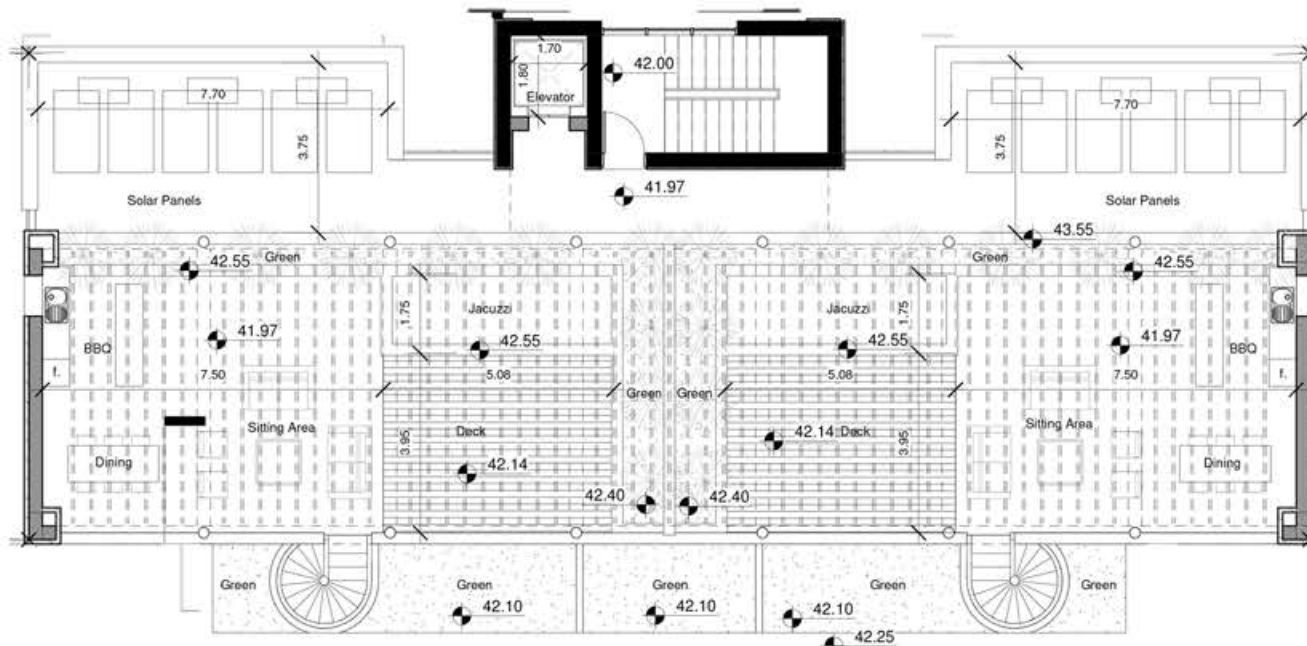 1.70
42.00
1.80
Elevator
7.70
7.70
3.75
3.75
Solar Panels
41.97
Solar Panels
43.55
Green
Green
42.55
42.55
1.75
Jacuzzi
Jacuzzi
1.75
41.97
42.55
42.55
41.97
BBQ
BBQ
f.
7.50
5.08
Green
Green
5.08
7.50
f.
Sitting Area
Deck
3.95
42.14
Deck
3.95
Sitting Area
Dining
42.14
Dining
42.40
42.40
Green
Green
Green
Green
Green
42.10
42.10
42.10
42.25